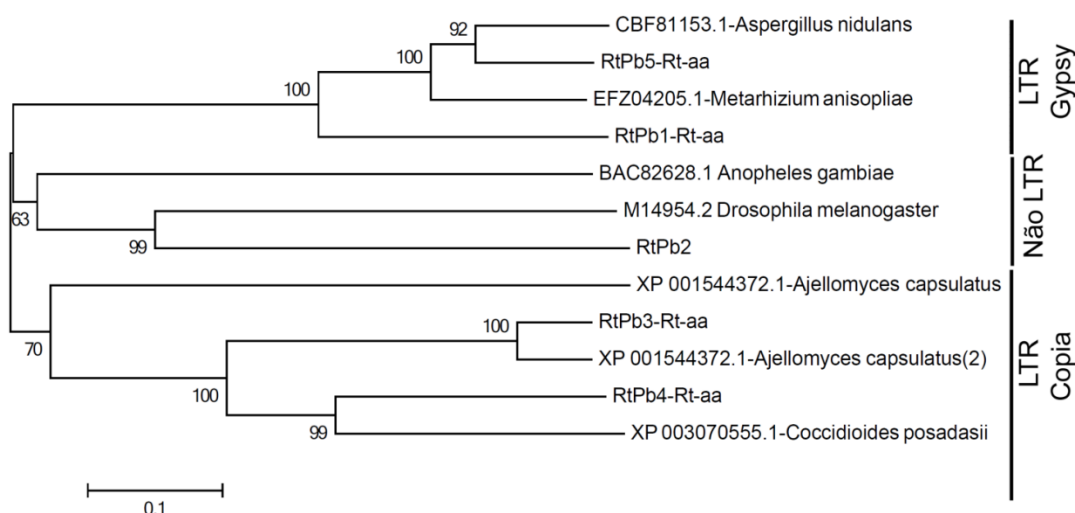 CBF81153.1-Aspergillus nidulans
92
RtPb5-Rt-aa
100
100
EFZ04205.1-Metarhizium anisopliae
RtPb1-Rt-aa
LTR
Gypsy
BAC82628.1 Anopheles gambiae
63
M14954.2 Drosophila melanogaster
99
RtPb2
Não LTR
XP 001544372.1-Ajellomyces capsulatus
70
RtPb3-Rt-aa
100
XP 001544372.1-Ajellomyces capsulatus(2)
100
RtPb4-Rt-aa
99
XP 003070555.1-Coccidioides posadasii
LTR
Copia
0.1